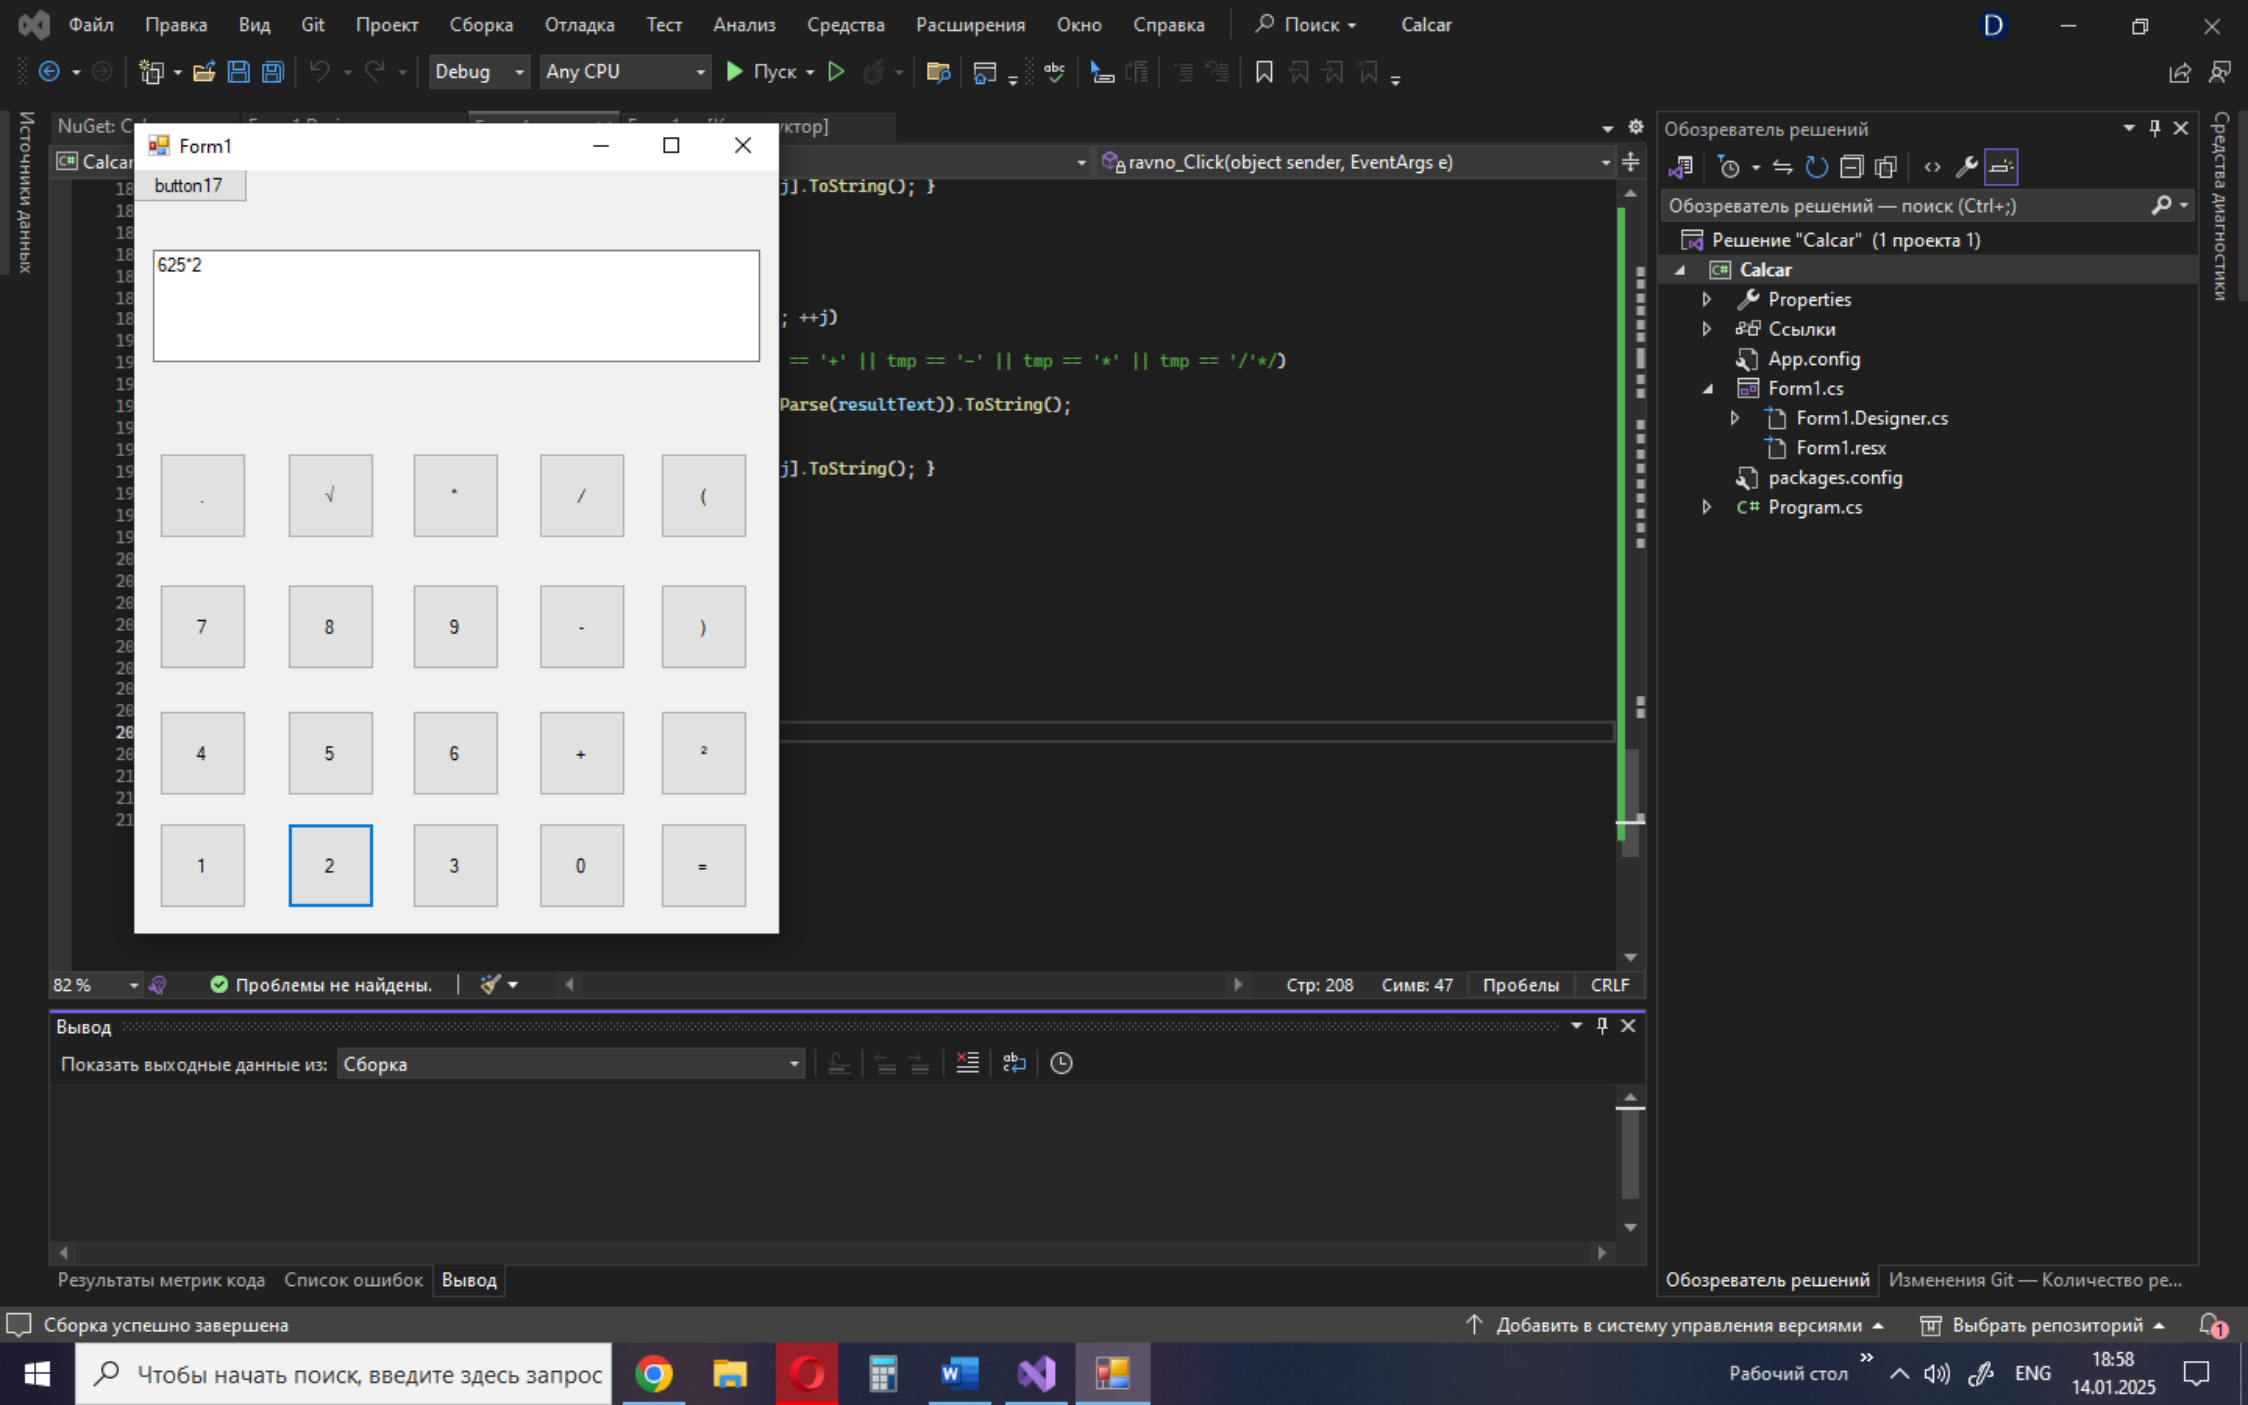 Файл Правка Вид Git Проект Сборка Отладка Тест Анализ Средства Расширения Окно Справка Поиск Calcar D
Debug Any CPU Пуск
Источники данных
NuGet: C
ктор]
Form1
C# Calcar
ravno_Click(object sender, EventArgs e)
button17
625*2
j].ToString(); }
; ++j)
== '+' || tmp == '-' || tmp == '*' || tmp == '/'*/)
Parse(resultText)).ToString();
j].ToString(); }
. √ * / (
7 8 9 - )
4 5 6 + ²
1 2 3 0 =
82 % Проблемы не найдены. Стр: 208 Симв: 47 Пробелы CRLF
Вывод
Показать выходные данные из: Сборка
Результаты метрик кода Список ошибок Вывод
Обозреватель решений
Обозреватель решений — поиск (Ctrl+;)
Решение "Calcar" (1 проекта 1)
C# Calcar
Properties
Ссылки
App.config
Form1.cs
Form1.Designer.cs
Form1.resx
packages.config
C# Program.cs
Обозреватель решений Изменения Git — Количество ре...
Средства диагностики
Сборка успешно завершена
Добавить в систему управления версиями Выбрать репозиторий 1
Чтобы начать поиск, введите здесь запрос
Рабочий стол ENG 18:58
14.01.2025